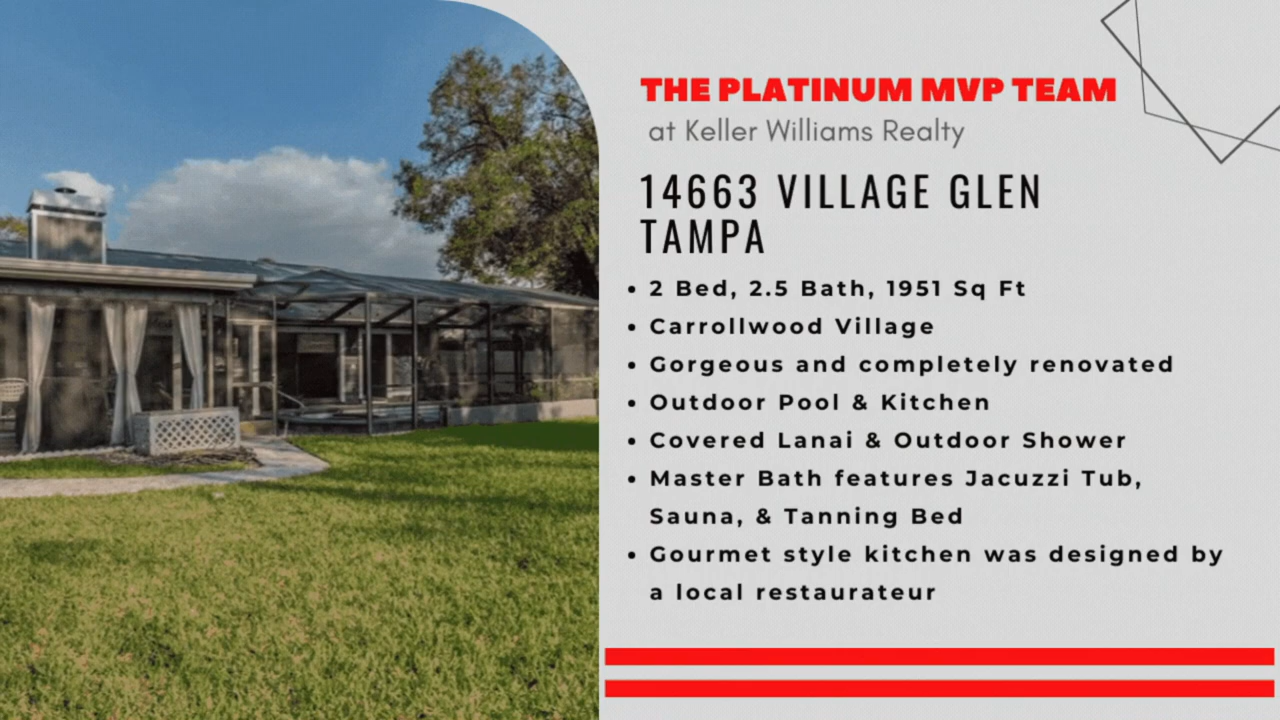 THE PLATINUM MVP TEAM
at Keller Williams Realty
14663 VILLAGE GLEN
TAMPA
• 2 Bed, 2.5 Bath, 1951 Sq Ft
• Carrollwood Village
• Gorgeous and completely renovated
• Outdoor Pool & Kitchen
• Covered Lanai & Outdoor Shower
• Master Bath features Jacuzzi Tub,
Sauna, & Tanning Bed
• Gourmet style kitchen was designed by
a local restaurateur